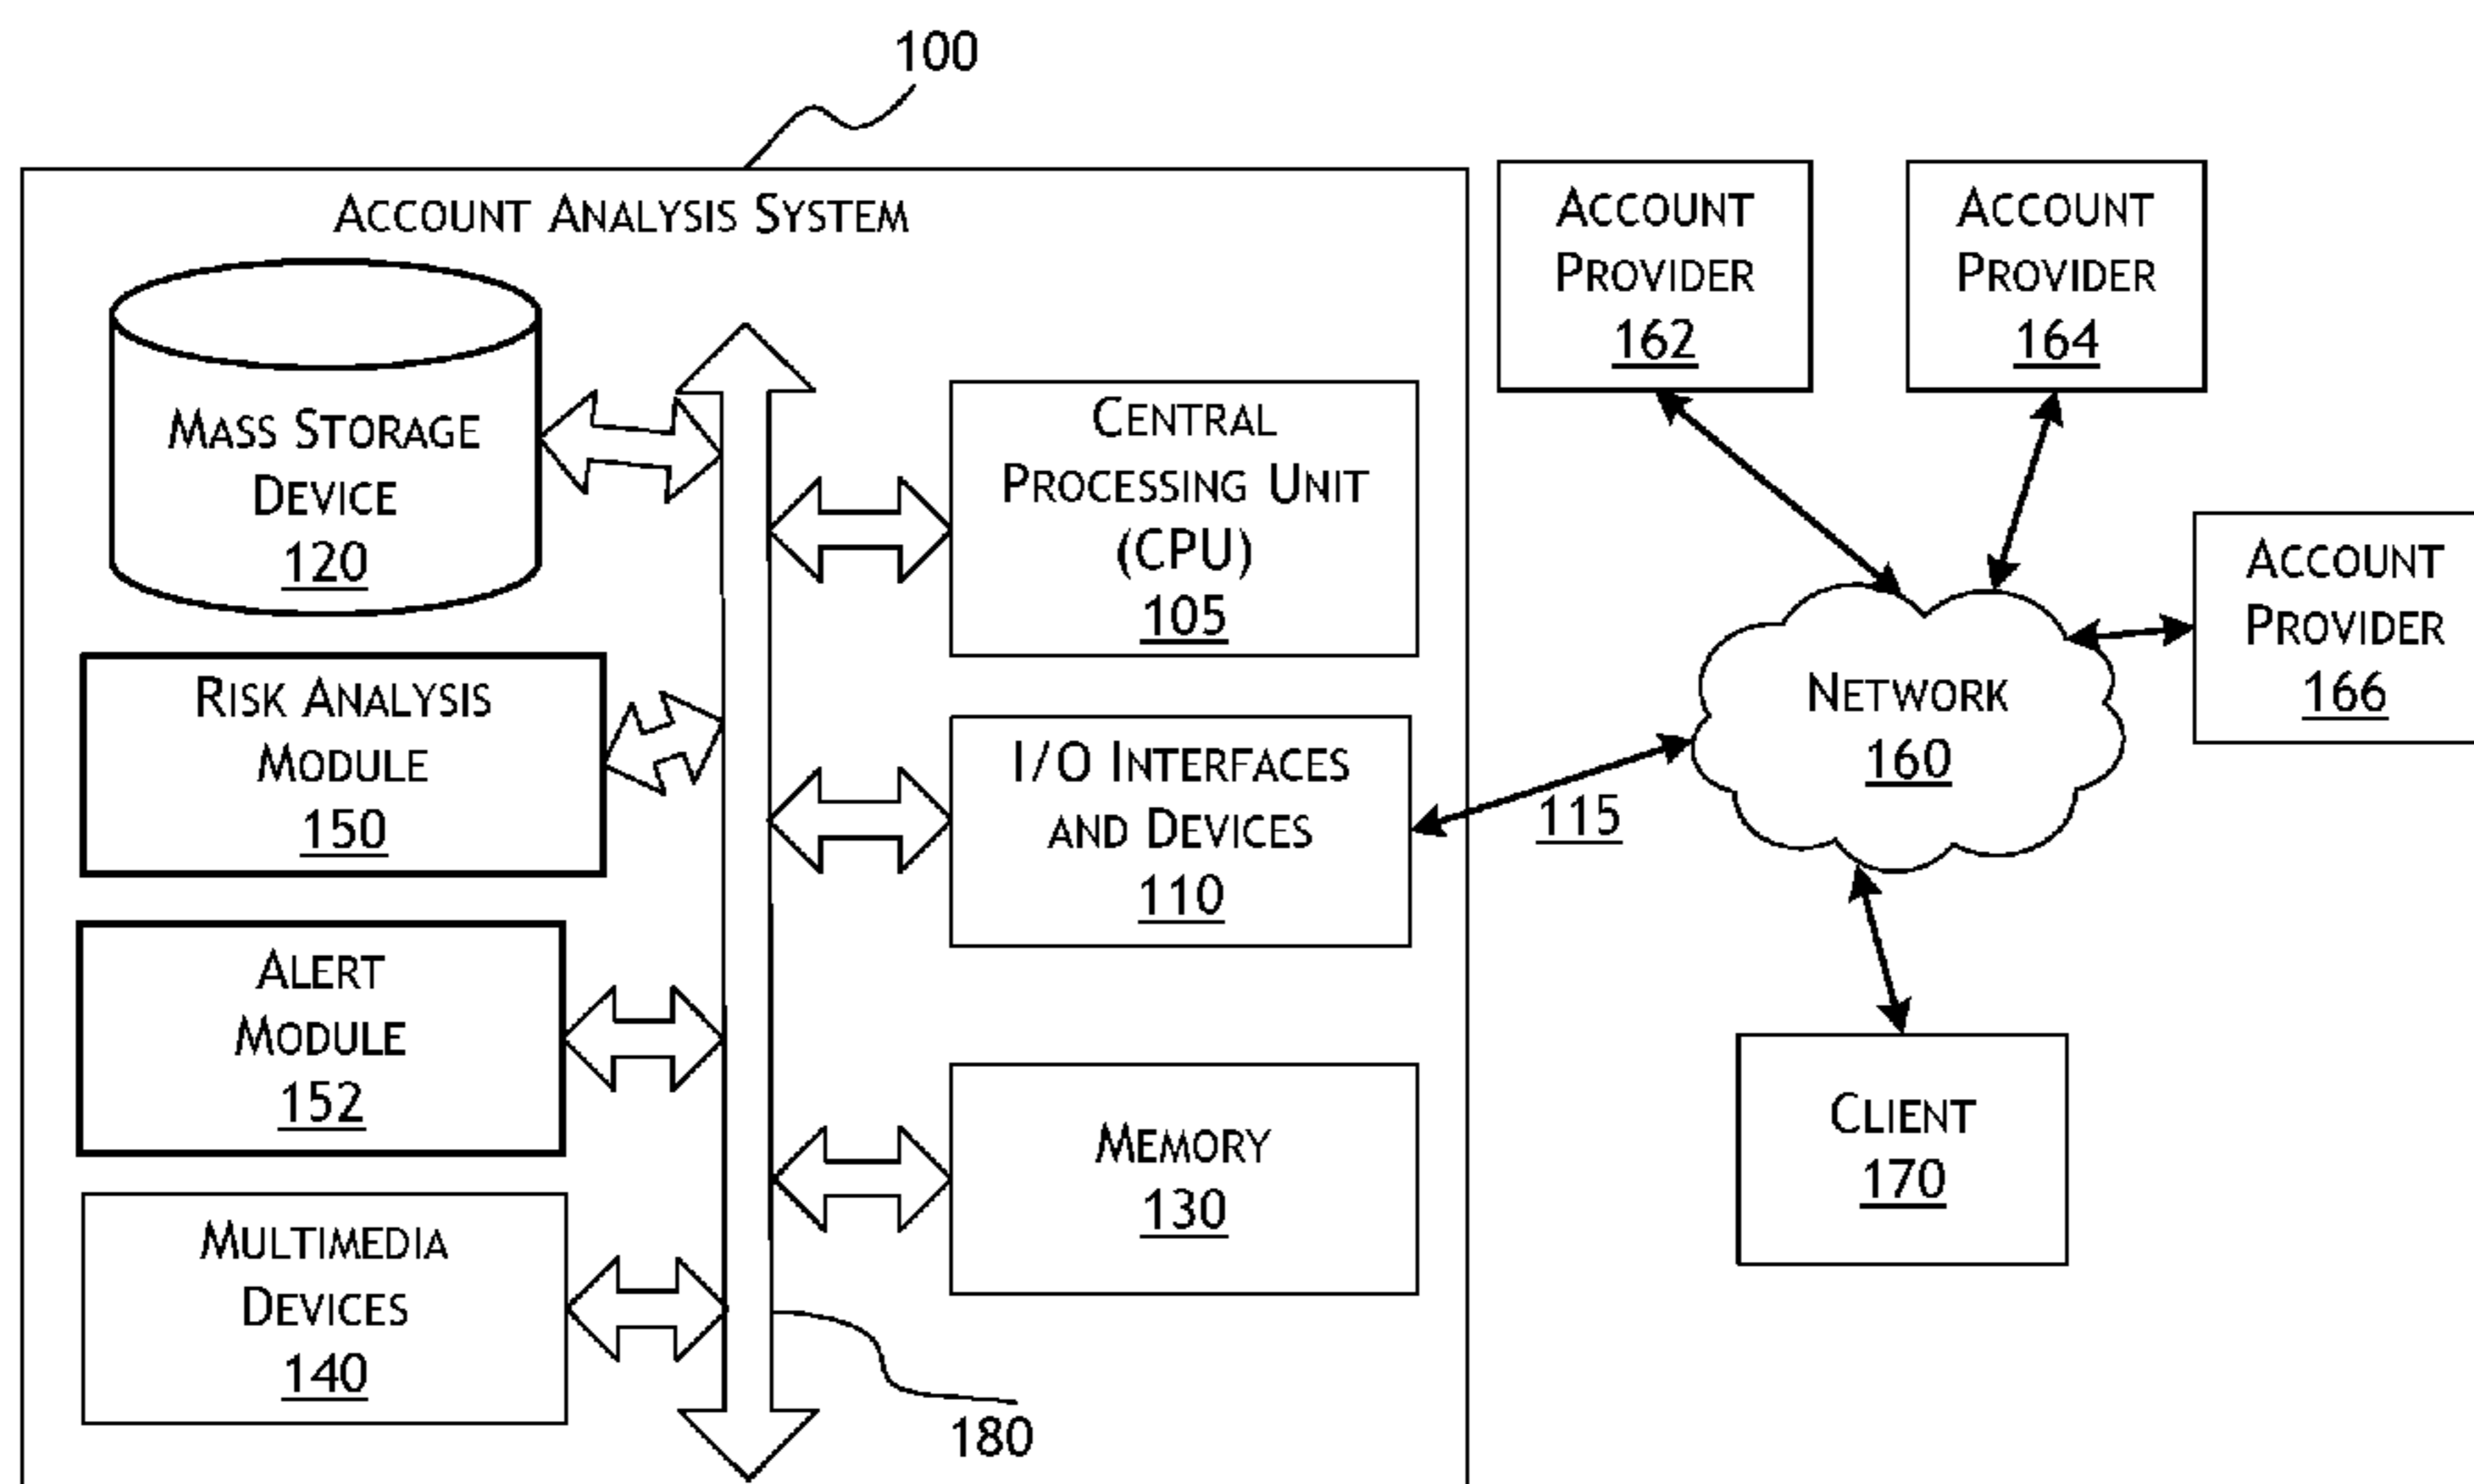 100
ACCOUNT ANALYSIS SYSTEM
MASS STORAGE
DEVICE
120
RISK ANALYSIS
MODULE
150
ALERT
MODULE
152
MULTIMEDIA
DEVICES
140
CENTRAL
PROCESSING UNIT
(CPU)
105
I/O INTERFACES
AND DEVICES
110
MEMORY
130
180
115
ACCOUNT
PROVIDER
162
ACCOUNT
PROVIDER
164
ACCOUNT
PROVIDER
166
NETWORK
160
CLIENT
170